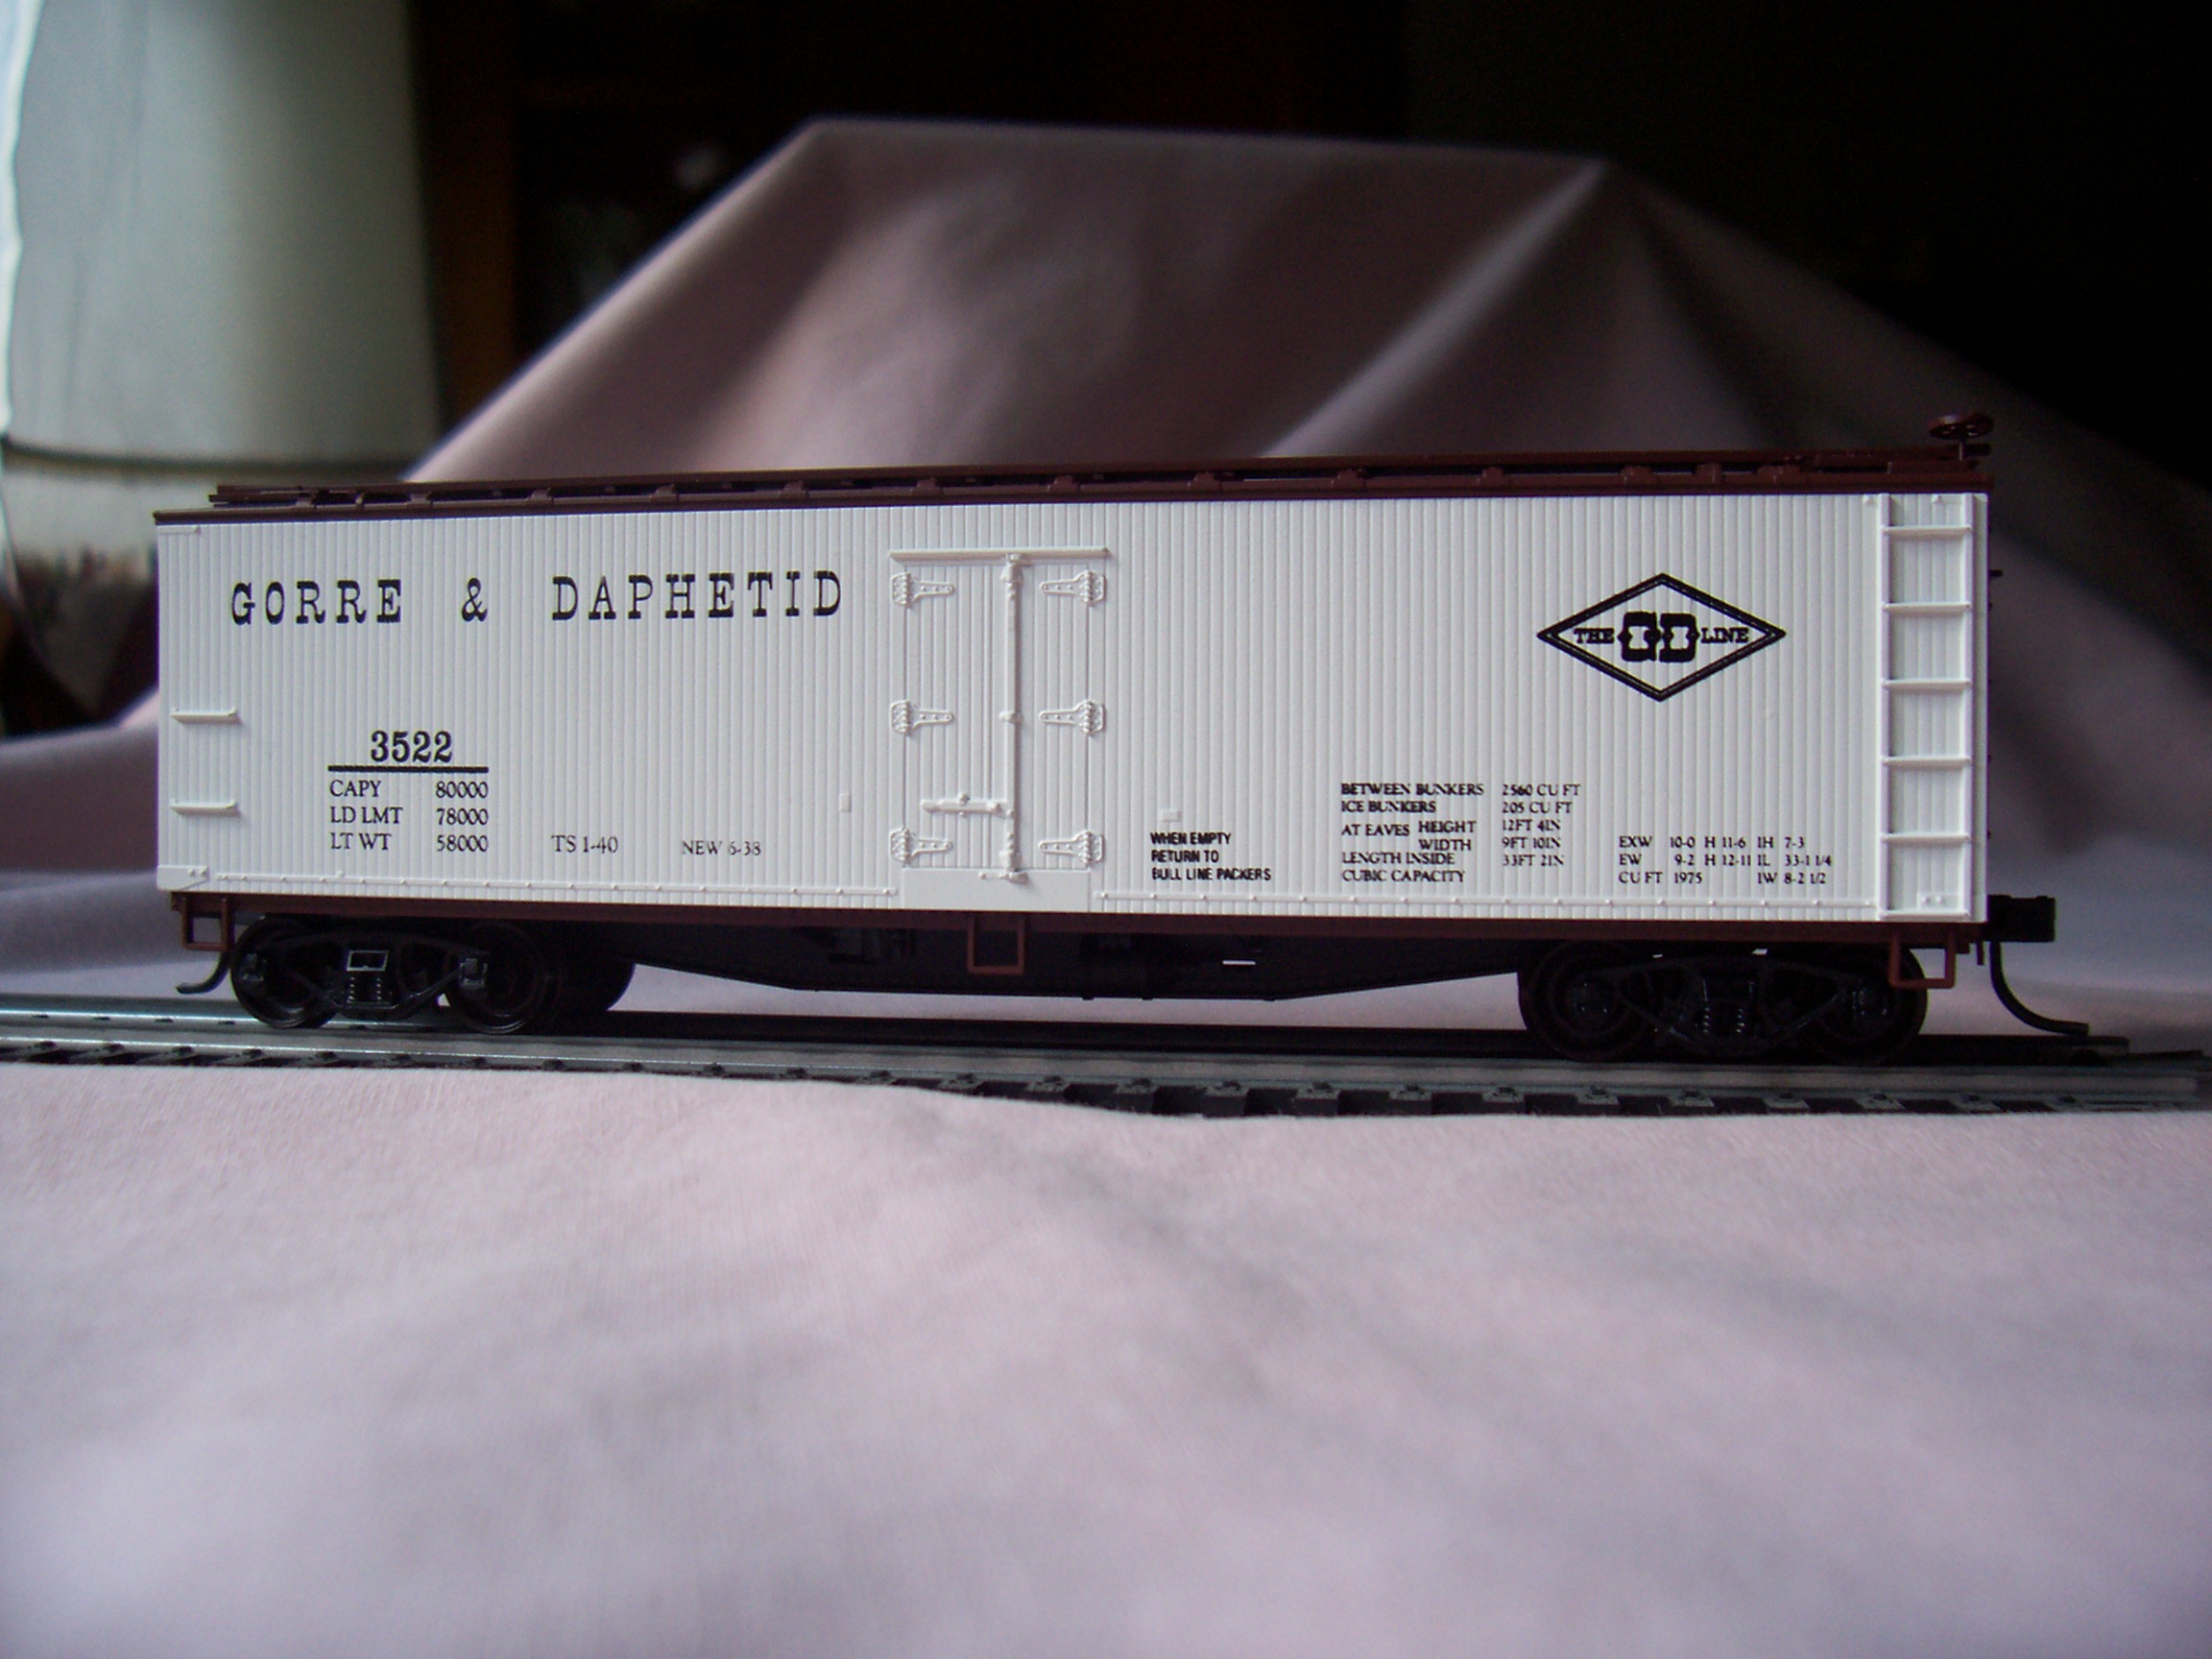 GORRE & DAPHETID
3522
CAPY 80000
LD LMT 78000
LT WT 58000
TS 1-40 NEW 6-38
WHEN EMPTY
RETURN TO
BULL LINE PACKERS
THE GD LINE
BETWEEN BUNKERS 2560 CU FT
ICE BUNKERS 205 CU FT
AT EAVES HEIGHT 12FT 4IN
WIDTH 9FT 10IN
LENGTH INSIDE 33FT 2IN
CUBIC CAPACITY
EXW 10-0 H 11-6 IH 7-3
EW 9-2 H 12-11 IL 33-1 1/4
CU FT 1975 IW 8-2 1/2